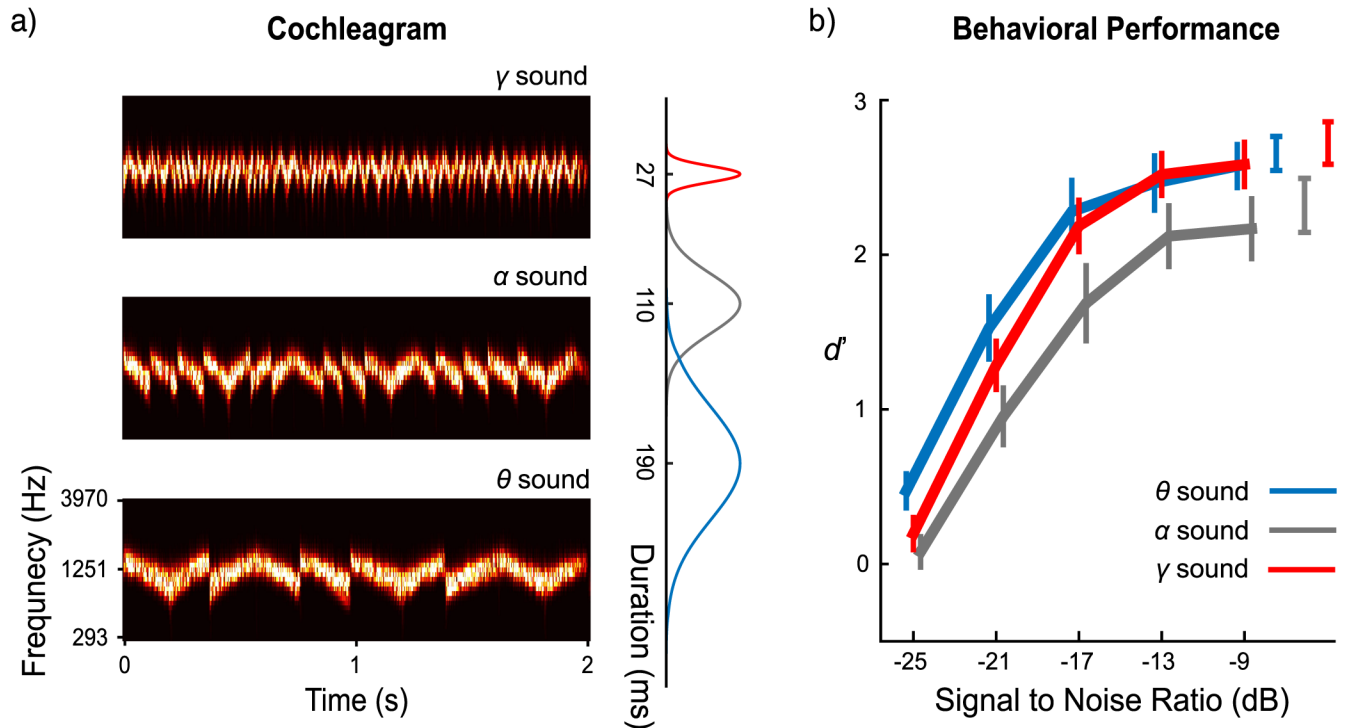 a)
Cochleagram
γ sound
α sound
θ sound
Frequnecy (Hz)
3970
1251
293
0
1
2
Time (s)
27
110
190
Duration (ms)
b)
Behavioral Performance
3
2
1
0
d'
-25
-21
-17
-13
-9
Signal to Noise Ratio (dB)
θ sound
α sound
γ sound